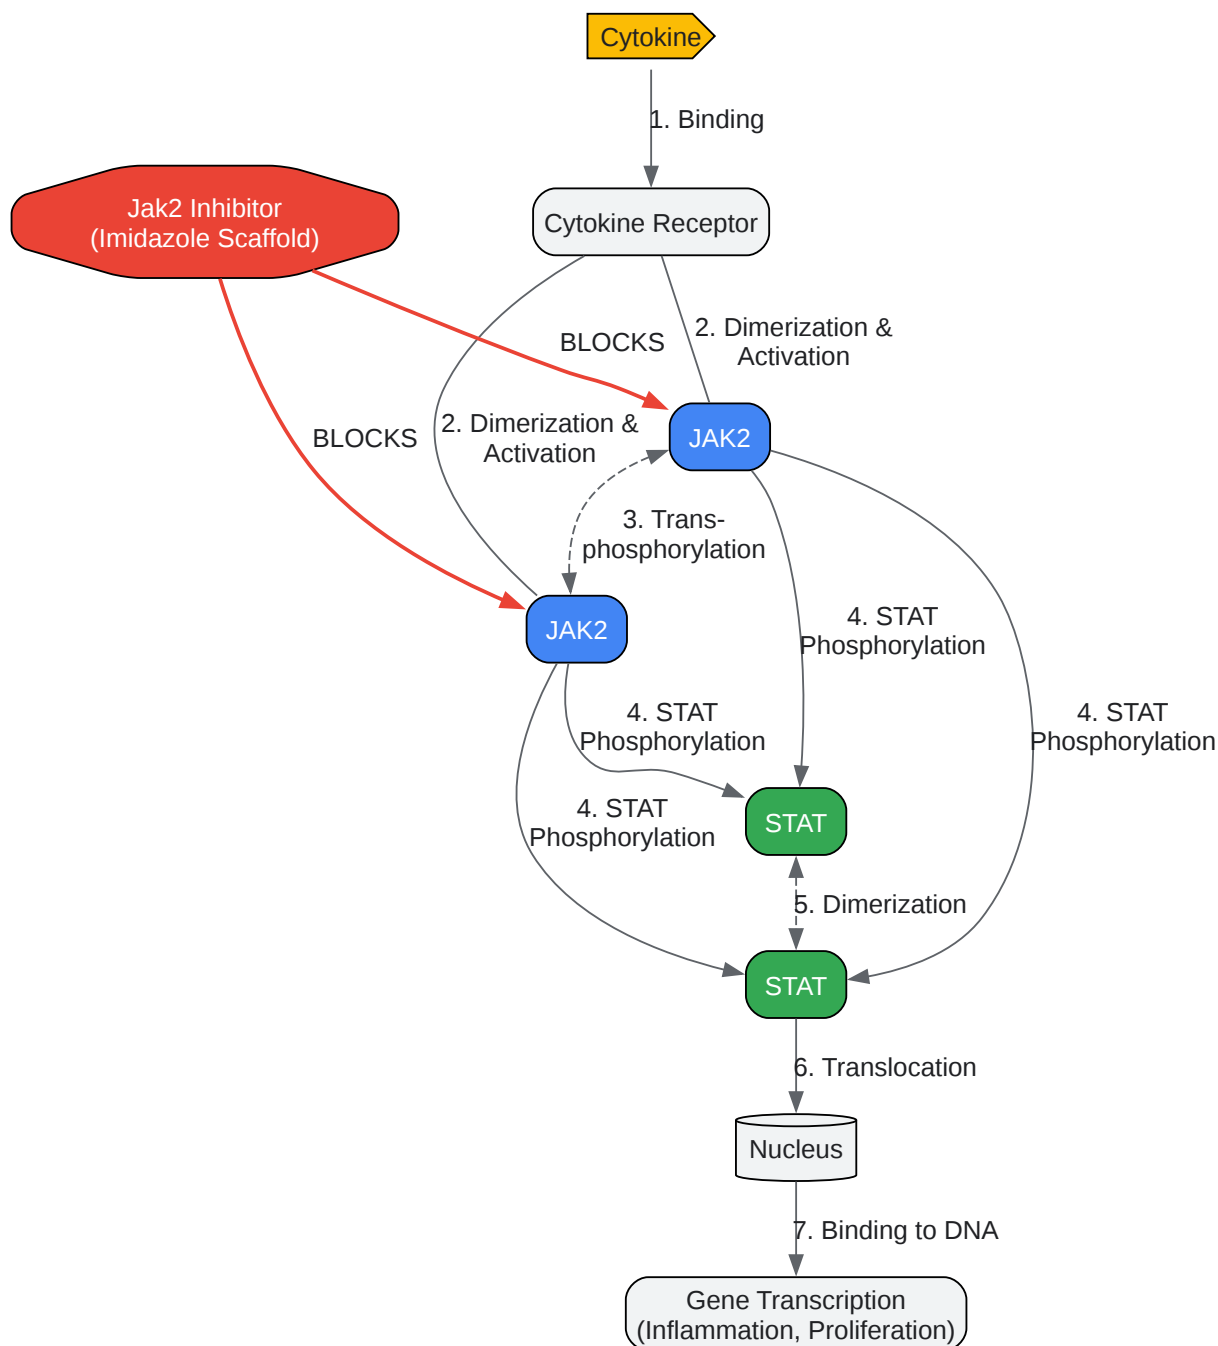 Cytokine
1. Binding
Jak2 Inhibitor
(Imidazole Scaffold)
Cytokine Receptor
2. Dimerization &
Activation
BLOCKS
2. Dimerization &
Activation
BLOCKS
JAK2
3. Trans-
phosphorylation
JAK2
4. STAT
Phosphorylation
4. STAT
Phosphorylation
4. STAT
Phosphorylation
4. STAT
Phosphorylation
STAT
5. Dimerization
STAT
6. Translocation
Nucleus
7. Binding to DNA
Gene Transcription
(Inflammation, Proliferation)